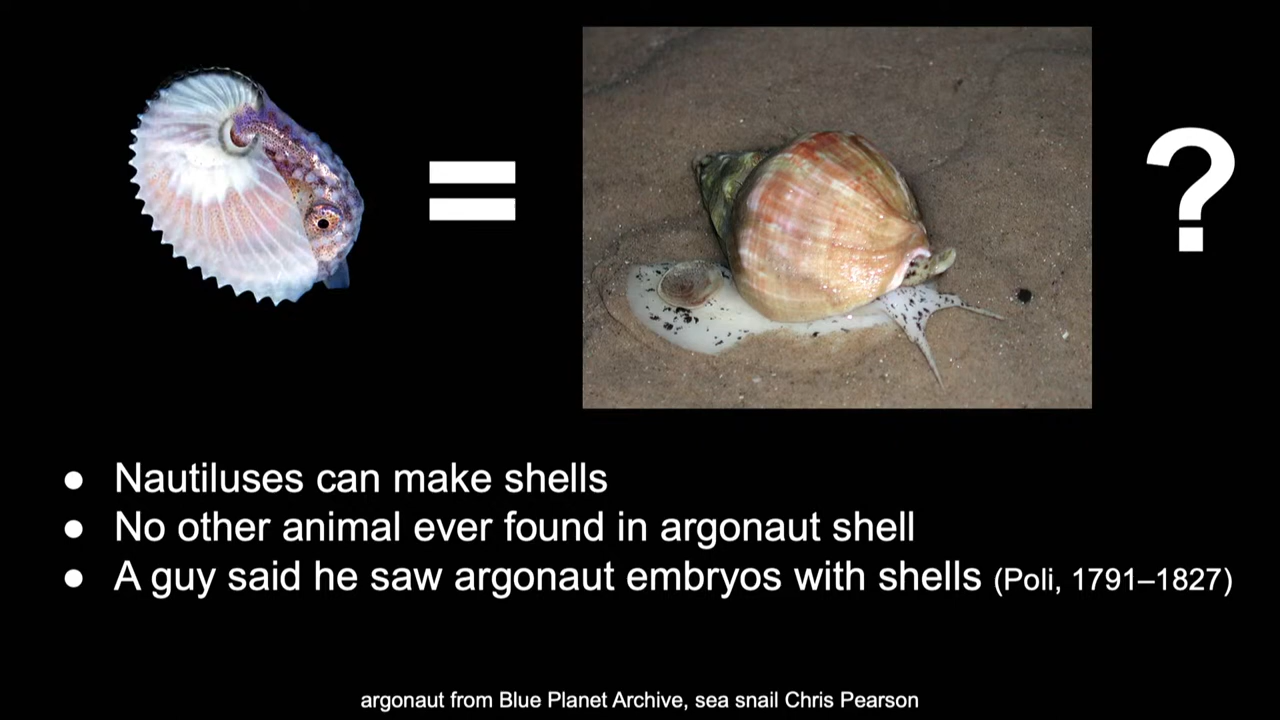 =
?
● Nautiluses can make shells
● No other animal ever found in argonaut shell
● A guy said he saw argonaut embryos with shells (Poli, 1791–1827)
argonaut from Blue Planet Archive, sea snail Chris Pearson